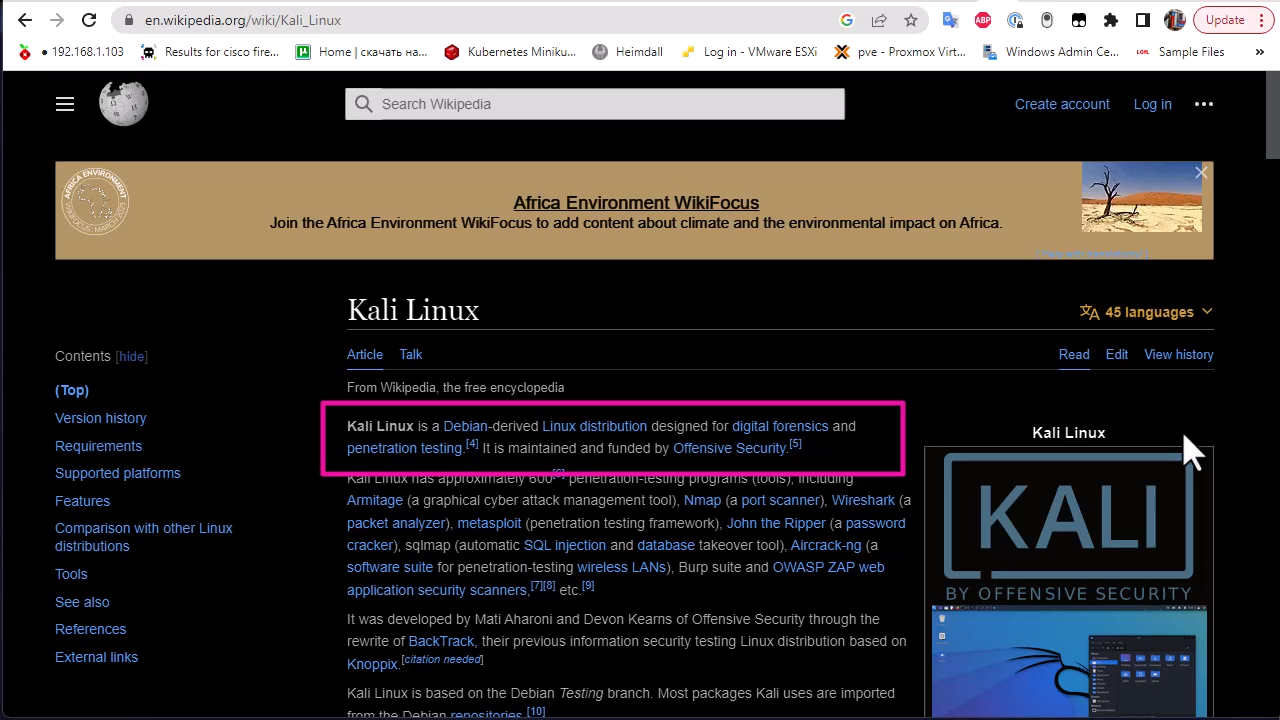 en.wikipedia.org/wiki/Kali_Linux
Update
192.168.1.103
Results for cisco fire...
Home | скачать на...
Kubernetes Miniku...
Heimdall
Log in - VMware ESXi
pve - Proxmox Virt...
Windows Admin Ce...
Sample Files
»
Search Wikipedia
Create account
Log in
AFRICA ENVIRONMENT
WIKIFOCUS MARCH 2023
Africa Environment WikiFocus
Join the Africa Environment WikiFocus to add content about climate and the environmental impact on Africa.
Kali Linux
45 languages
Contents [hide]
(Top)
Version history
Requirements
Supported platforms
Features
Comparison with other Linux
distributions
Tools
See also
References
External links
Article
Talk
Read
Edit
View history
From Wikipedia, the free encyclopedia
Kali Linux is a Debian-derived Linux distribution designed for digital forensics and
penetration testing.[4] It is maintained and funded by Offensive Security.[5]
Kali Linux has approximately 600[6] penetration-testing programs (tools), including
Armitage (a graphical cyber attack management tool), Nmap (a port scanner), Wireshark (a
packet analyzer), metasploit (penetration testing framework), John the Ripper (a password
cracker), sqlmap (automatic SQL injection and database takeover tool), Aircrack-ng (a
software suite for penetration-testing wireless LANs), Burp suite and OWASP ZAP web
application security scanners,[7][8] etc.[9]
It was developed by Mati Aharoni and Devon Kearns of Offensive Security through the
rewrite of BackTrack, their previous information security testing Linux distribution based on
Knoppix.[citation needed]
Kali Linux is based on the Debian Testing branch. Most packages Kali uses are imported
from the Debian repositories.[10]
Kali Linux
KALI
BY OFFENSIVE SECURITY